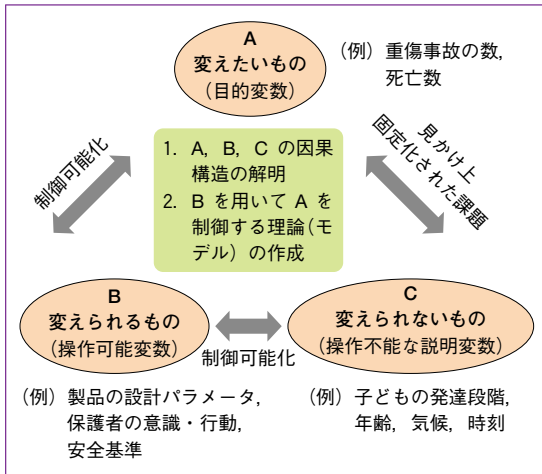 A
変えたいもの
(目的変数)
(例) 重傷事故の数,
死亡数
制御可能化
見かけ上
固定化された課題
1. A, B, C の因果
構造の解明
2. B を用いて A を
制御する理論(モ
デル) の作成
B
変えられるもの
(操作可能変数)
制御可能化
C
変えられないもの
(操作不能な説明変数)
(例) 製品の設計パラメータ,
保護者の意識・行動,
安全基準
(例) 子どもの発達段階,
年齢, 気候, 時刻